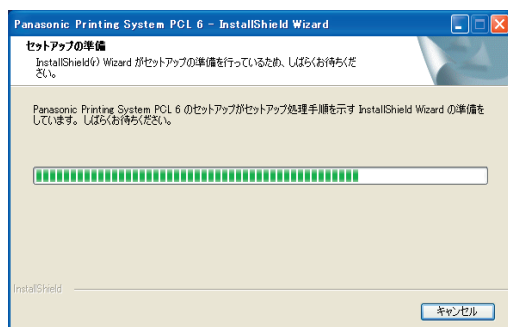 Panasonic Printing System PCL 6 - InstallShield Wizard
セットアップの準備
InstallShield(r) Wizard がセットアップの準備を行っているため、しばらくお待ちくだ
さい。
Panasonic Printing System PCL 6 のセットアップがセットアップ処理手順を示す InstallShield Wizard の準備を
しています。しばらくお待ちください。
InstallShield
キャンセル